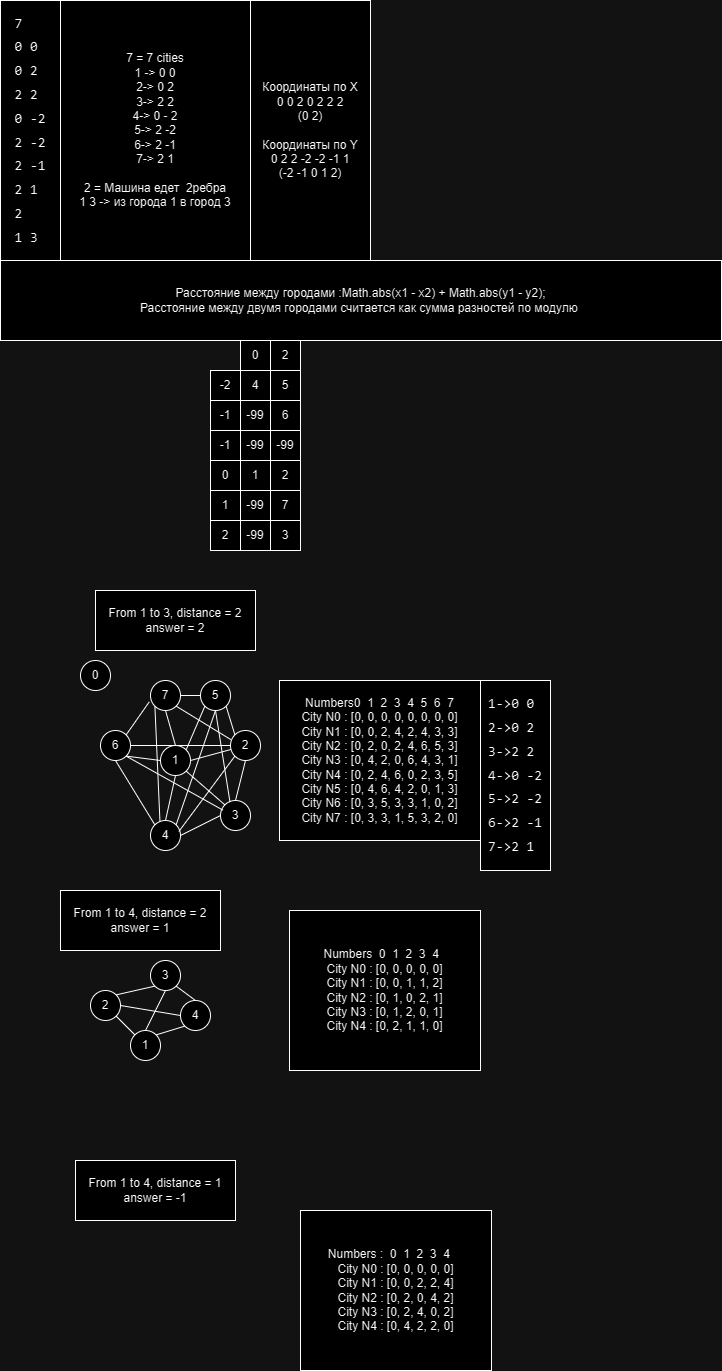 7
0 0
0 2
2 2
0 -2
2 -2
2 -1
2 1
2
1 3
7 = 7 cities
1 -> 0 0
2-> 0 2
3-> 2 2
4-> 0 - 2
5-> 2 -2
6-> 2 -1
7-> 2 1
2 = Машина едет 2ребра
1 3 -> из города 1 в город 3
Координаты по X
0 0 2 0 2 2 2
(0 2)
Координаты по Y
0 2 2 -2 -2 -1 1
(-2 -1 0 1 2)
Расстояние между городами :Math.abs(x1 - x2) + Math.abs(y1 - y2);
Расстояние между двумя городами считается как сумма разностей по модулю
0 2
-2 4 5
-1 -99 6
-1 -99 -99
0 1 2
1 -99 7
2 -99 3
From 1 to 3, distance = 2
answer = 2
0
7 5
6 1 2
3
4
Numbers0 1 2 3 4 5 6 7
City N0 : [0, 0, 0, 0, 0, 0, 0, 0]
City N1 : [0, 0, 2, 4, 2, 4, 3, 3]
City N2 : [0, 2, 0, 2, 4, 6, 5, 3]
City N3 : [0, 4, 2, 0, 6, 4, 3, 1]
City N4 : [0, 2, 4, 6, 0, 2, 3, 5]
City N5 : [0, 4, 6, 4, 2, 0, 1, 3]
City N6 : [0, 3, 5, 3, 3, 1, 0, 2]
City N7 : [0, 3, 3, 1, 5, 3, 2, 0]
1->0 0
2->0 2
3->2 2
4->0 -2
5->2 -2
6->2 -1
7->2 1
From 1 to 4, distance = 2
answer = 1
3
2
4
1
Numbers 0 1 2 3 4
City N0 : [0, 0, 0, 0, 0]
City N1 : [0, 0, 1, 1, 2]
City N2 : [0, 1, 0, 2, 1]
City N3 : [0, 1, 2, 0, 1]
City N4 : [0, 2, 1, 1, 0]
From 1 to 4, distance = 1
answer = -1
Numbers : 0 1 2 3 4
City N0 : [0, 0, 0, 0, 0]
City N1 : [0, 0, 2, 2, 4]
City N2 : [0, 2, 0, 4, 2]
City N3 : [0, 2, 4, 0, 2]
City N4 : [0, 4, 2, 2, 0]